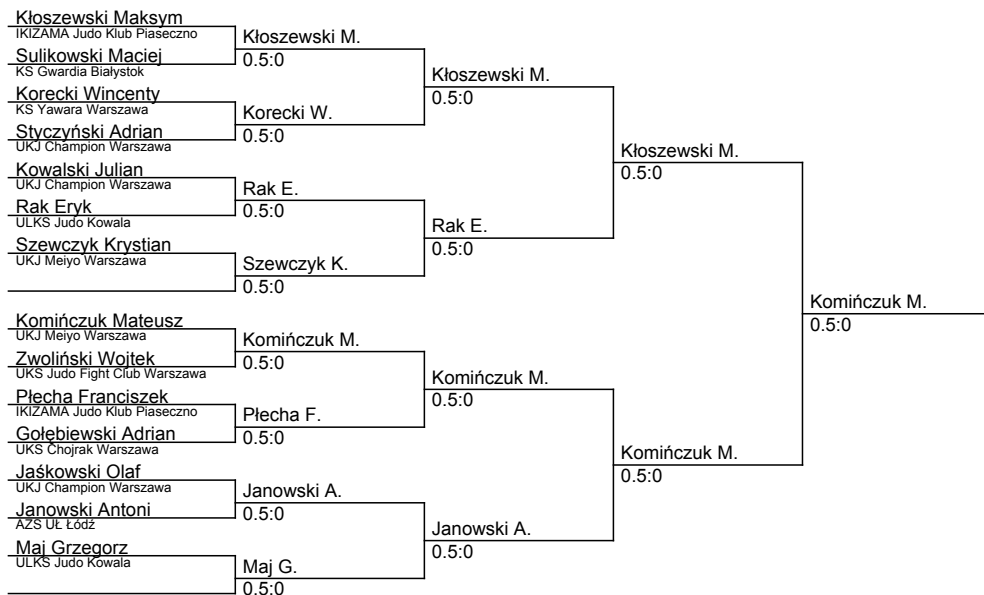 Kłoszewski Maksym
IKIZAMA Judo Klub Piaseczno
Sulikowski Maciej
KS Gwardia Białystok
Korecki Wincenty
KS Yawara Warszawa
Styczyński Adrian
UKJ Champion Warszawa
Kowalski Julian
UKJ Champion Warszawa
Rak Eryk
ULKS Judo Kowala
Szewczyk Krystian
UKJ Meiyo Warszawa
Komińczuk Mateusz
UKJ Meiyo Warszawa
Zwoliński Wojtek
UKS Judo Fight Club Warszawa
Płecha Franciszek
IKIZAMA Judo Klub Piaseczno
Gołębiewski Adrian
UKS Chojrak Warszawa
Jaśkowski Olaf
UKJ Champion Warszawa
Janowski Antoni
AZS UŁ Łódź
Maj Grzegorz
ULKS Judo Kowala
Kłoszewski M.
0.5:0
Korecki W.
0.5:0
Rak E.
0.5:0
Szewczyk K.
0.5:0
Komińczuk M.
0.5:0
Płecha F.
0.5:0
Janowski A.
0.5:0
Maj G.
0.5:0
Kłoszewski M.
0.5:0
Rak E.
0.5:0
Komińczuk M.
0.5:0
Janowski A.
0.5:0
Kłoszewski M.
0.5:0
Komińczuk M.
0.5:0
Komińczuk M.
0.5:0